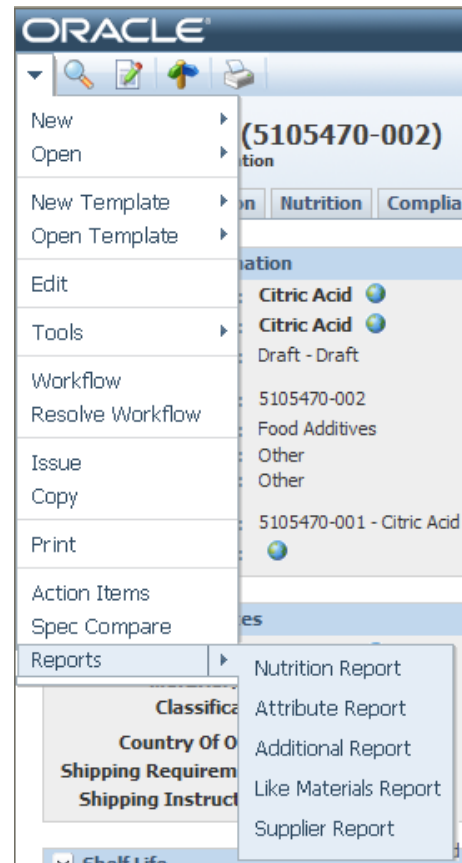 ORACLE
New
Open
(5105470-002)
New Template
Open Template
Nutrition
Edit
Citric Acid
Tools
Citric Acid
Draft - Draft
Workflow
5105470-002
Resolve Workflow
Food Additives
Issue
Other
Copy
Other
5105470-001 - Citric Acid
Print
Action Items
Spec Compare
Reports
Nutrition Report
Attribute Report
Additional Report
Like Materials Report
Supplier Report
Country Of O
Shipping Requirem
Shipping Instruct
Shelf Life